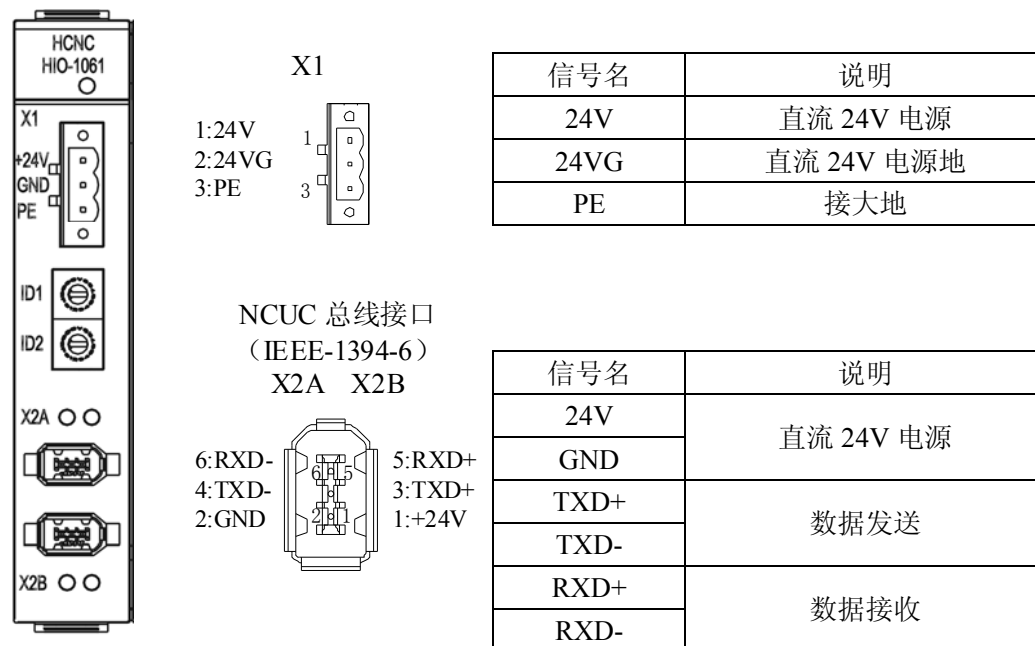 HCNC
HIO-1061
X1
+24V
GND
PE
ID1
ID2
X2A
X2B
X1
1:24V
2:24VG
3:PE
1
3
信号名 说明
24V 直流 24V 电源
24VG 直流 24V 电源地
PE 接大地
NCUC 总线接口
（IEEE-1394-6）
X2A X2B
6:RXD-
4:TXD-
2:GND
6 5
2 1
5:RXD+
3:TXD+
1:+24V
信号名 说明
24V 直流 24V 电源
GND
TXD+ 数据发送
TXD-
RXD+ 数据接收
RXD-